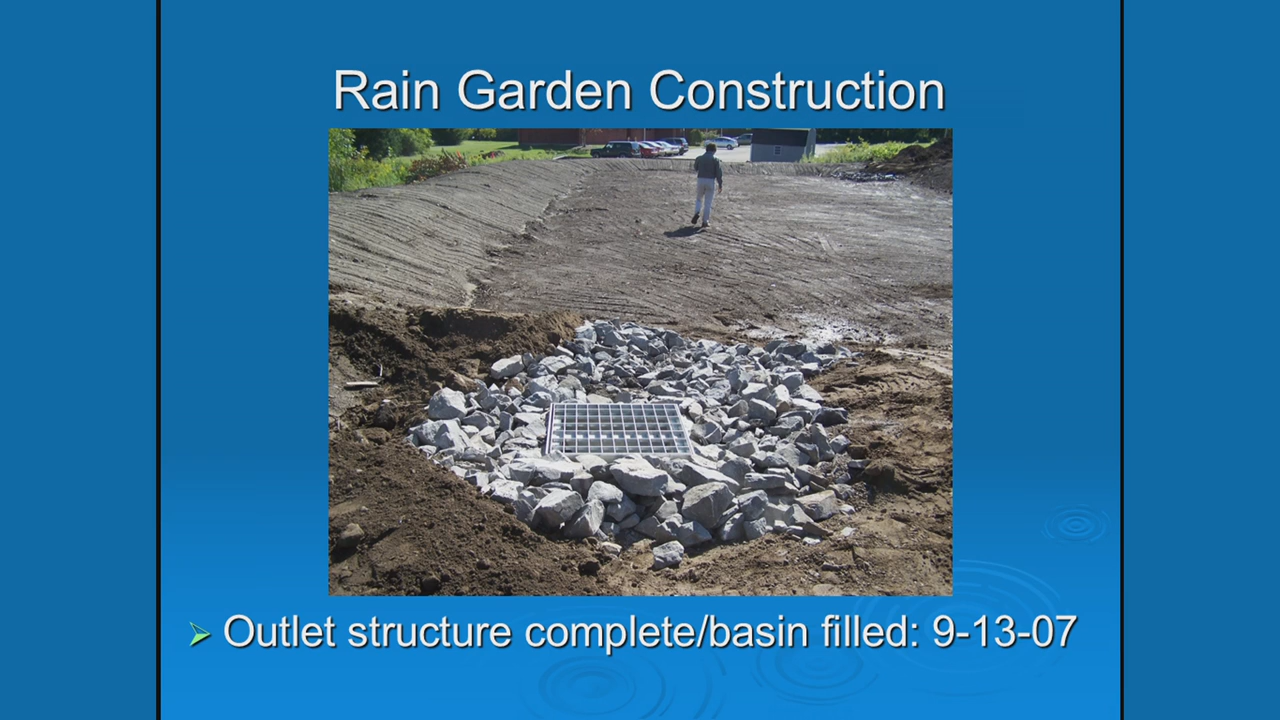 Rain Garden Construction
Outlet structure complete/basin filled: 9-13-07